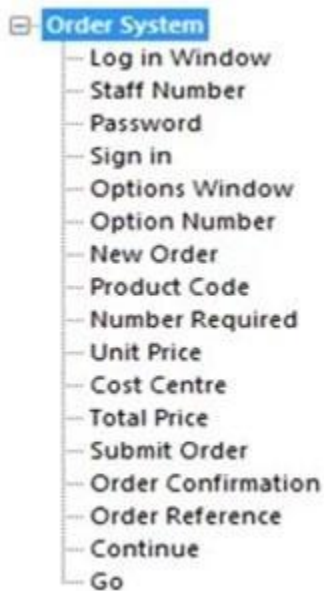 Order System
Log in Window
Staff Number
Password
Sign in
Options Window
Option Number
New Order
Product Code
Number Required
Unit Price
Cost Centre
Total Price
Submit Order
Order Confirmation
Order Reference
Continue
Go